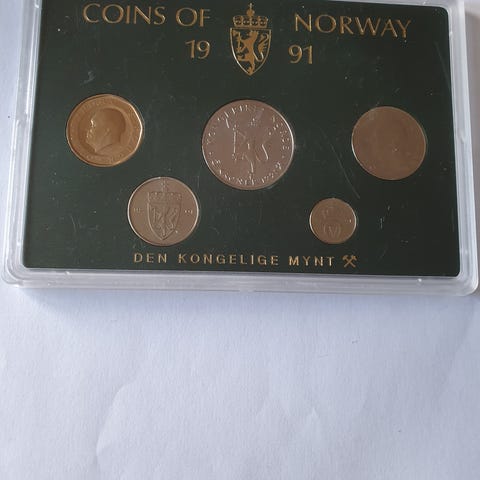 COINS OF NORWAY
19 91
DEN KONGELIGE MYNT